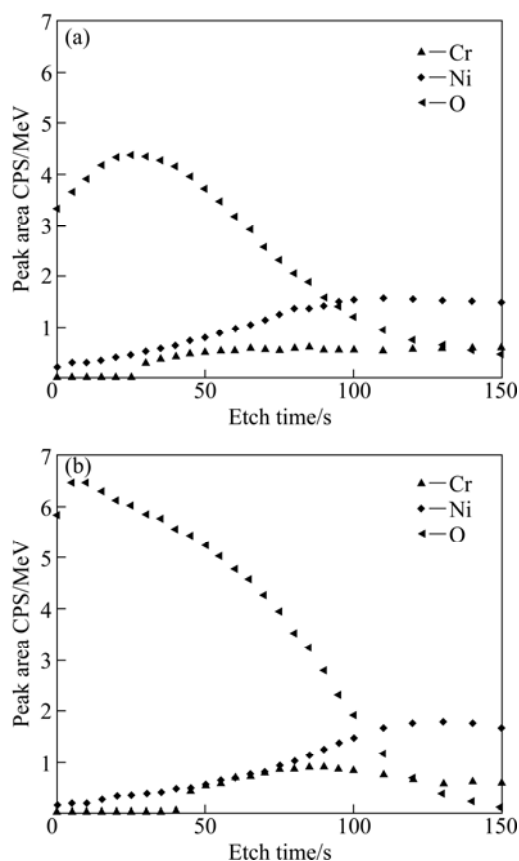 (a)
7
6
5
4
3
2
1
0
50
100
150
Peak area CPS/MeV
Etch time/s
▲—Cr
◆—Ni
◄—O
(b)
7
6
5
4
3
2
1
0
50
100
150
Peak area CPS/MeV
Etch time/s
▲—Cr
◆—Ni
◄—O